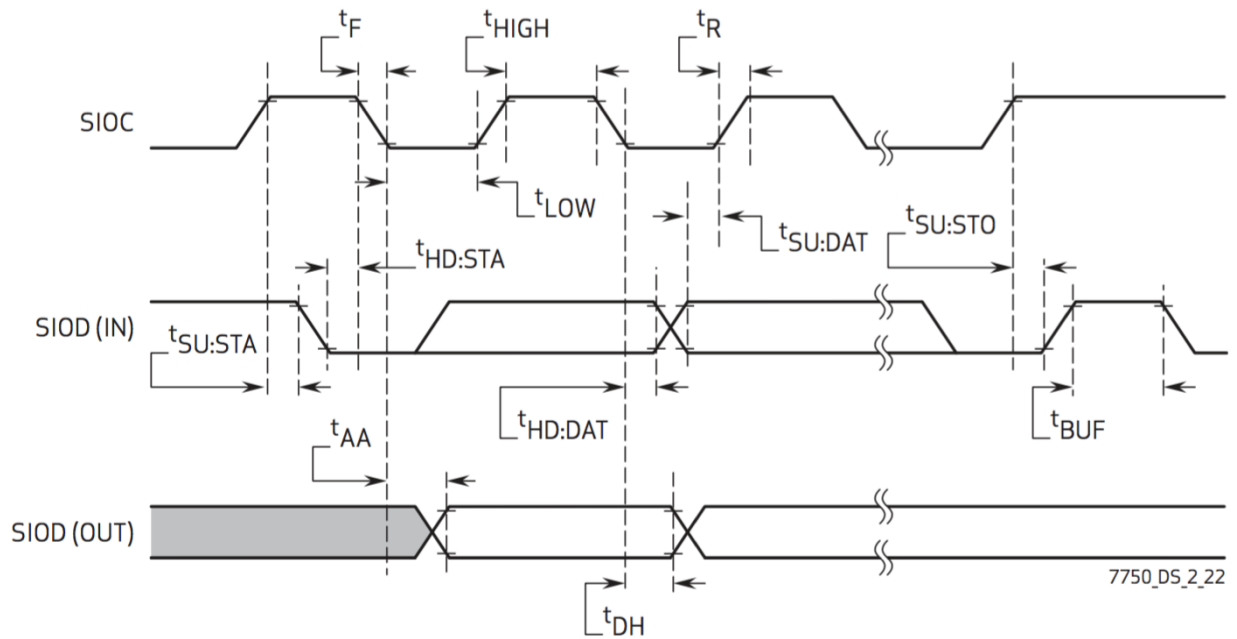 tF
tHIGH
tR
SIOC
tLOW
tSU:DAT
tSU:STO
tHD:STA
SIOD (IN)
tSU:STA
tAA
tHD:DAT
tBUF
SIOD (OUT)
7750_DS_2_22
tDH